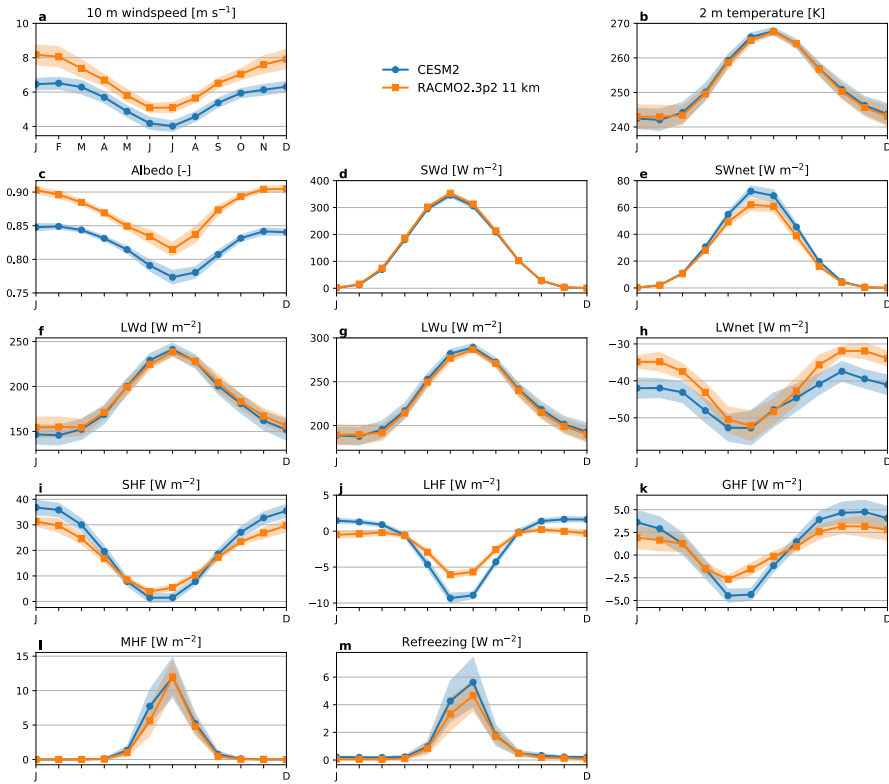 a 10 m windspeed [m s⁻¹]
10
8
6
4
J F M A M J J A S O N D
CESM2
RACMO2.3p2 11 km
b 2 m temperature [K]
270
260
250
240
J D
c Albedo [-]
0.90
0.85
0.80
0.75
J D
d SWd [W m⁻²]
400
300
200
100
0
J D
e SWnet [W m⁻²]
80
60
40
20
0
J D
f LWd [W m⁻²]
250
200
150
J D
g LWu [W m⁻²]
300
250
200
J D
h LWnet [W m⁻²]
−30
−40
−50
J D
i SHF [W m⁻²]
40
30
20
10
0
J D
j LHF [W m⁻²]
5
0
−5
−10
J D
k GHF [W m⁻²]
5.0
2.5
0.0
−2.5
−5.0
J D
l MHF [W m⁻²]
15
10
5
0
J D
m Refreezing [W m⁻²]
6
4
2
0
J D